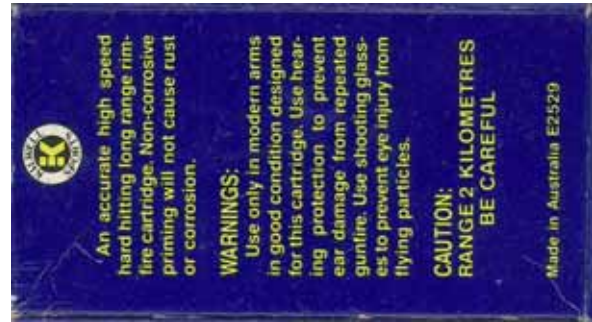 An accurate high speed
hard hitting long range rim-
fire cartridge. Non-corrosive
priming will not cause rust
or corrosion.
WARNINGS:
Use only in modern arms
in good condition designed
for this cartridge. Use hear-
ing protection to prevent
ear damage from repeated
gunfire. Use shooting glass-
es to prevent eye injury from
flying particles.
CAUTION:
RANGE 2 KILOMETRES
BE CAREFUL
Made in Australia E2529